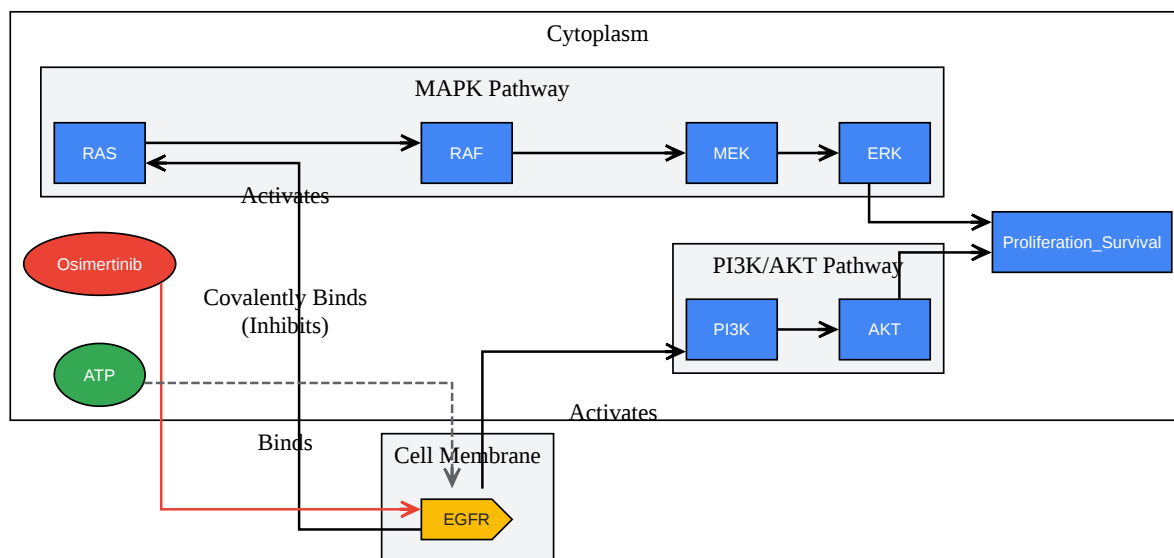 Cytoplasm
MAPK Pathway
RAS
RAF
MEK
ERK
Activates
Proliferation_Survival
Osimertinib
PI3K/AKT Pathway
Covalently Binds
(Inhibits)
PI3K
AKT
ATP
Activates
Binds
Cell Membrane
EGFR